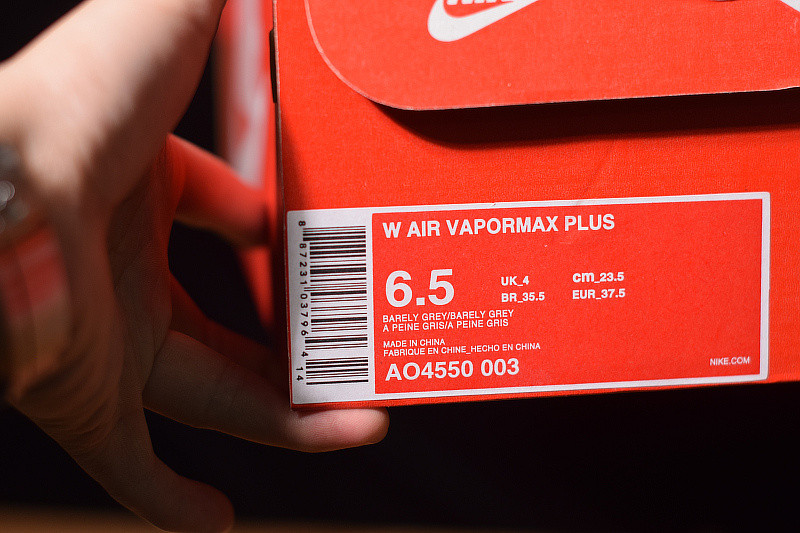 W AIR VAPORMAX PLUS
6.5
UK_4
cm_23.5
BR_35.5
EUR_37.5
BARELY GREY/BARELY GREY
A PEINE GRIS/A PEINE GRIS
MADE IN CHINA
FABRIQUE EN CHINE_HECHO EN CHINA
AO4550 003
NIKE.COM
8 87231 03796 4 14